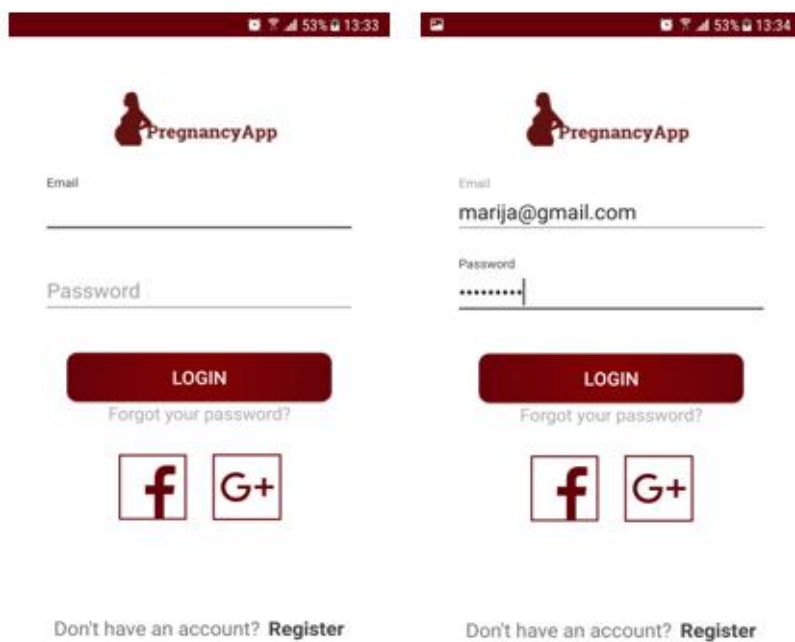 53% 13:33
PregnancyApp
Email
Password
LOGIN
Forgot your password?
f G+
Don't have an account? Register
53% 13:34
PregnancyApp
Email
marija@gmail.com
Password
•••••••••
LOGIN
Forgot your password?
f G+
Don't have an account? Register